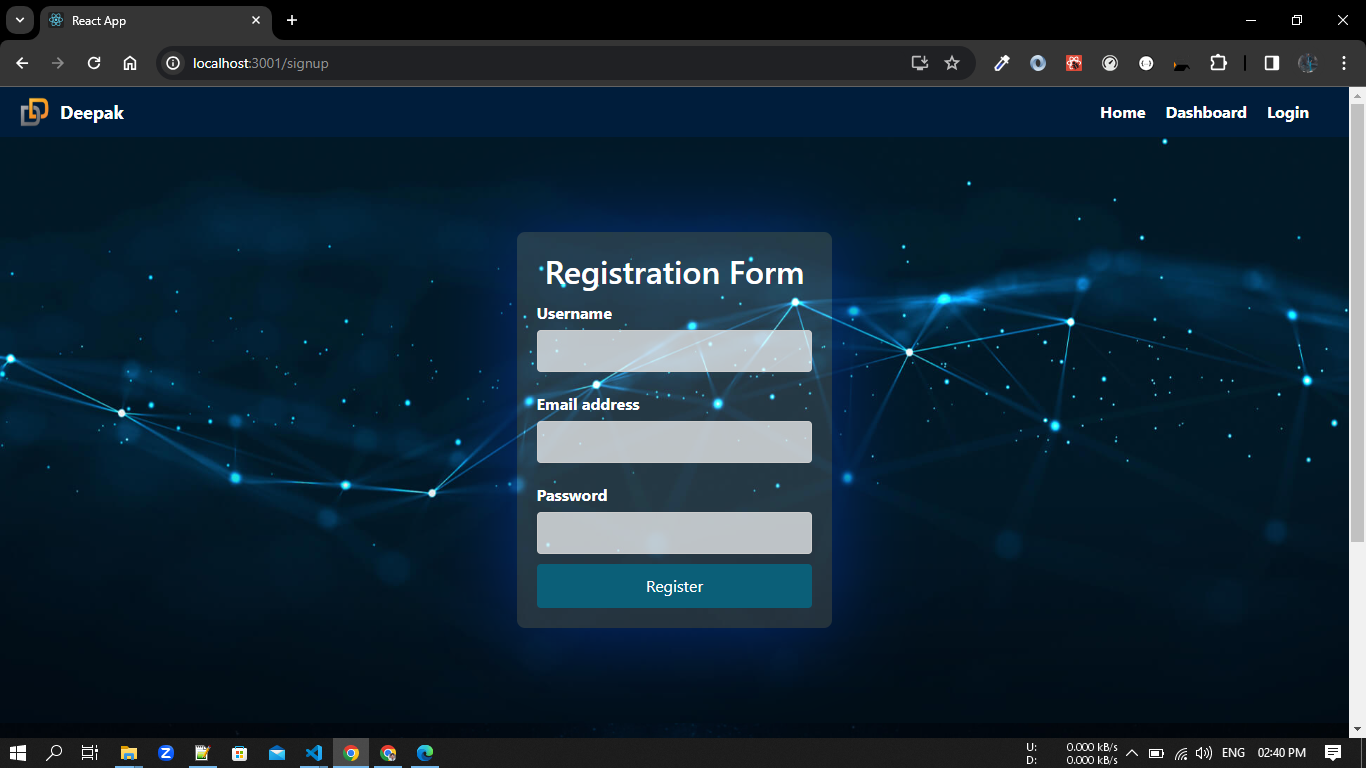 React App
localhost:3001/signup
Deepak
Home Dashboard Login
Registration Form
Username
Email address
Password
Register
U: 0.000 kB/s
D: 0.000 kB/s
ENG 02:40 PM